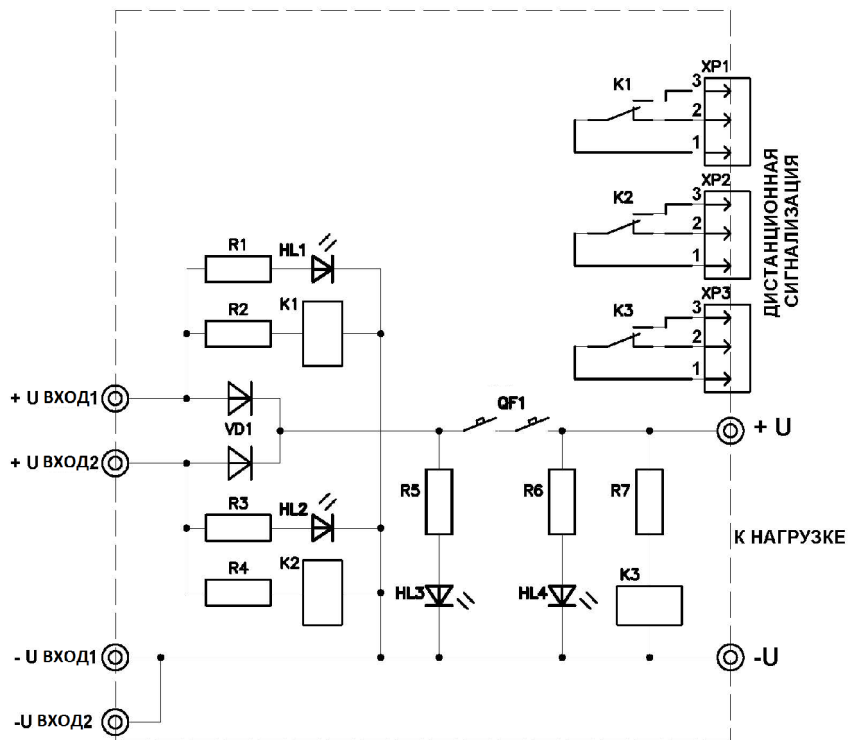 XP1
K1
3
2
1
XP2
K2
3
2
1
XP3
K3
3
2
1
ДИСТАНЦИОННАЯ
СИГНАЛИЗАЦИЯ
R1
HL1
R2
K1
+ U ВХОД1
VD1
QF1
+ U
+ U ВХОД2
R3
HL2
R4
K2
R5
R6
R7
HL3
HL4
K3
К НАГРУЗКЕ
- U ВХОД1
-U
-U ВХОД2